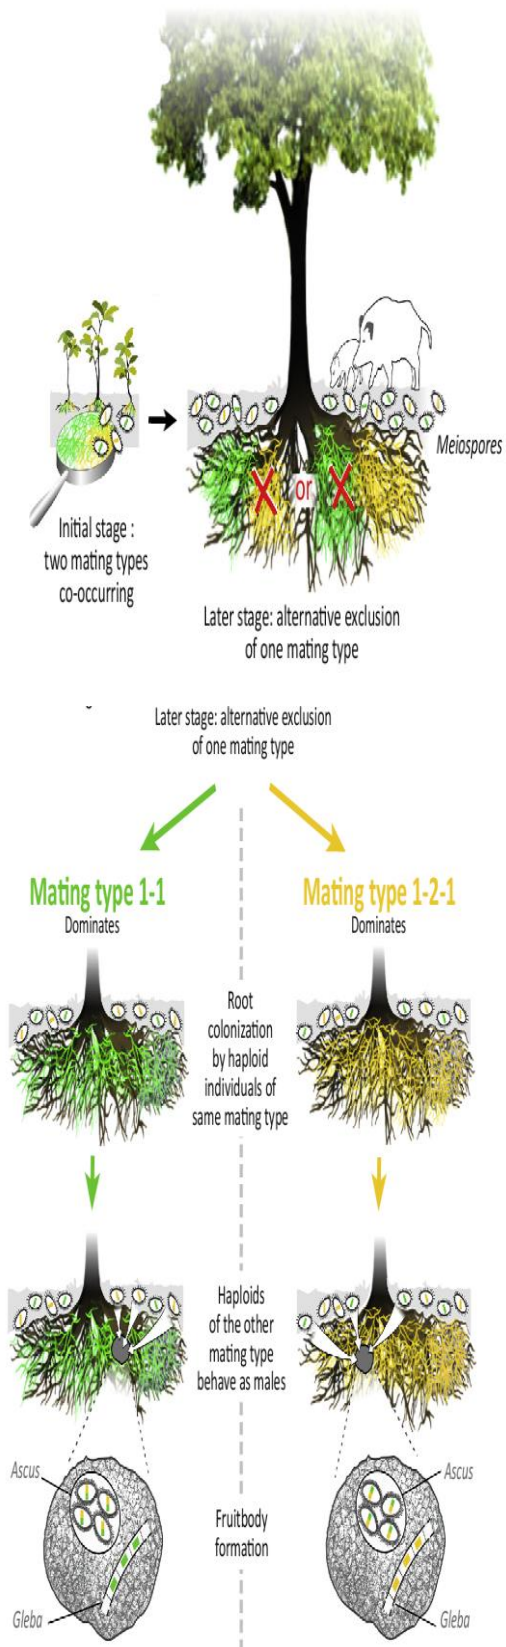 Meiospores
Initial stage :
two mating types
co-occurring
or
Later stage: alternative exclusion
of one mating type
Later stage: alternative exclusion
of one mating type
Mating type 1-1
Dominates
Mating type 1-2-1
Dominates
Root
colonization
by haploid
individuals of
same mating type
Haploids
of the other
mating type
behave as males
Ascus
Ascus
Fruitbody
formation
Gleba
Gleba